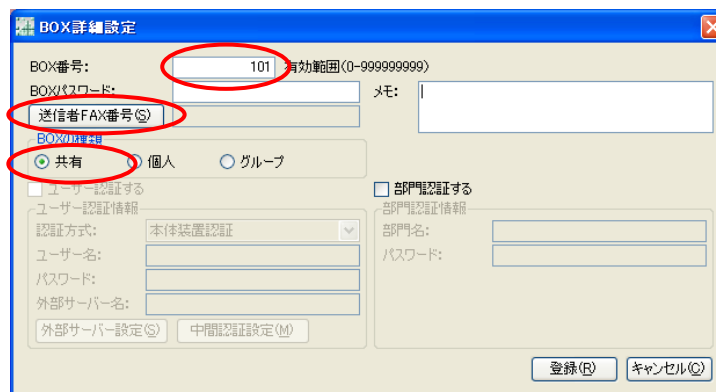 BOX詳細設定
BOX番号: 101 有効範囲(0-999999999)
BOXパスワード: メモ:
送信者FAX番号(S)
BOXの種類
共有 個人 グループ
ユーザー認証する 部門認証する
ユーザー認証情報 部門認証情報
認証方式: 本体装置認証 部門名:
ユーザー名: パスワード:
パスワード:
外部サーバー名:
外部サーバー設定(S) 中間認証設定(M)
登録(R) キャンセル(C)